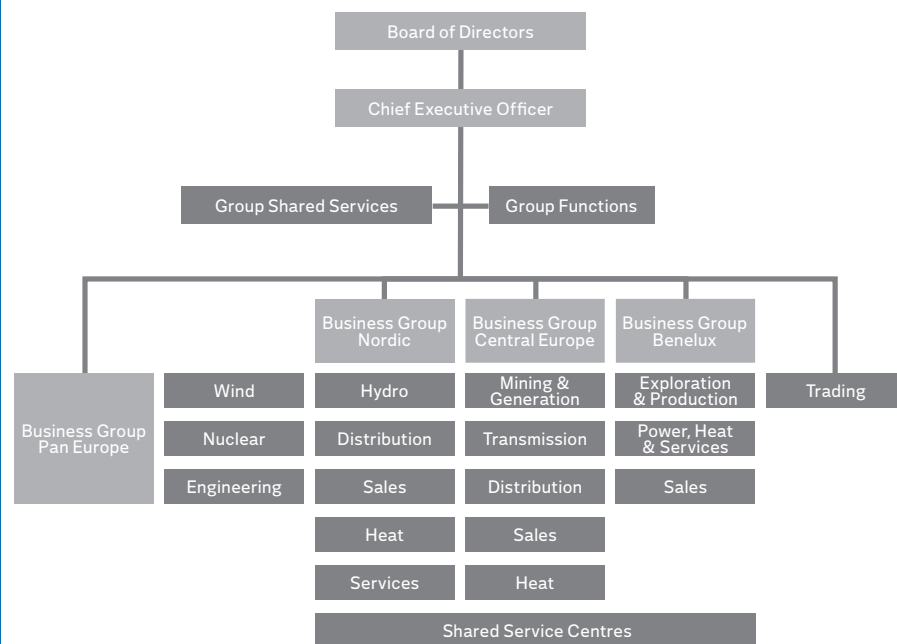 Board of Directors
Chief Executive Officer
Group Shared Services
Group Functions
Business Group
Nordic
Business Group
Central Europe
Business Group
Benelux
Business Group
Pan Europe
Wind
Nuclear
Engineering
Hydro
Distribution
Sales
Heat
Services
Mining &
Generation
Transmission
Distribution
Sales
Heat
Exploration
& Production
Power, Heat
& Services
Sales
Trading
Shared Service Centres